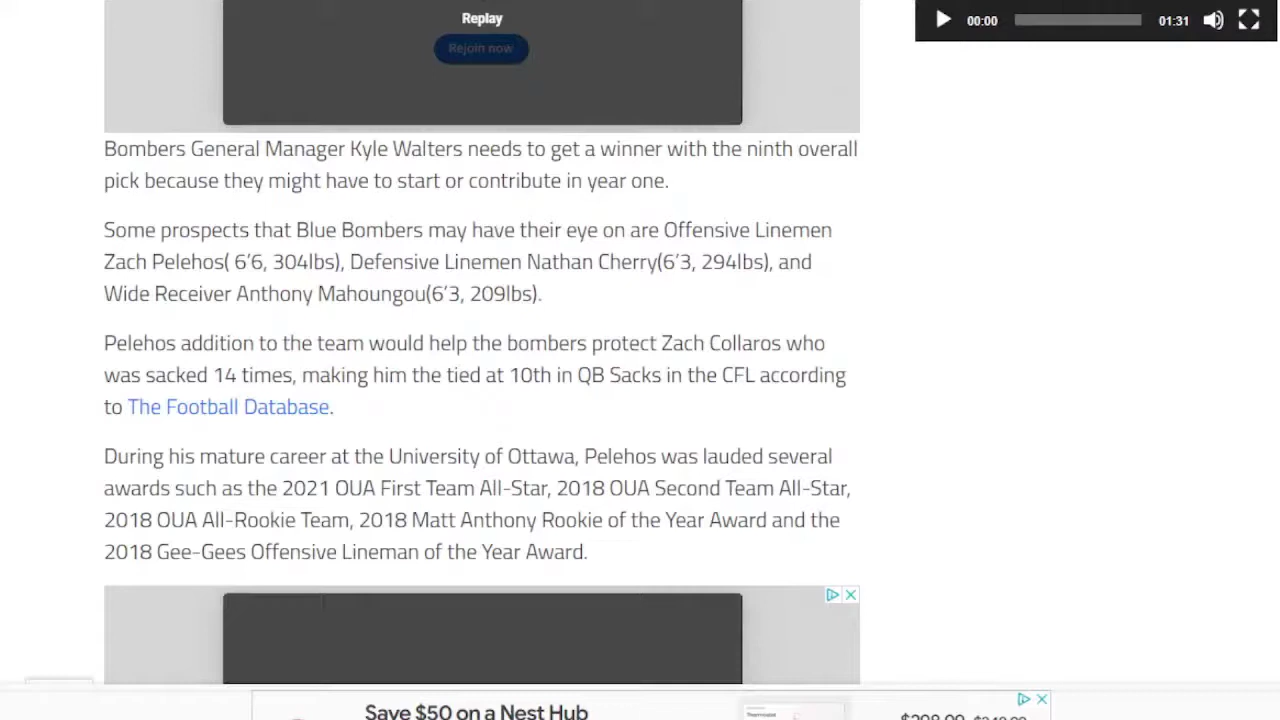 Replay
Rejoin now
00:00
01:31
Bombers General Manager Kyle Walters needs to get a winner with the ninth overall
pick because they might have to start or contribute in year one.
Some prospects that Blue Bombers may have their eye on are Offensive Linemen
Zach Pelehos( 6’6, 304lbs), Defensive Linemen Nathan Cherry(6’3, 294lbs), and
Wide Receiver Anthony Mahoungou(6’3, 209lbs).
Pelehos addition to the team would help the bombers protect Zach Collaros who
was sacked 14 times, making him the tied at 10th in QB Sacks in the CFL according
to The Football Database.
During his mature career at the University of Ottawa, Pelehos was lauded several
awards such as the 2021 OUA First Team All-Star, 2018 OUA Second Team All-Star,
2018 OUA All-Rookie Team, 2018 Matt Anthony Rookie of the Year Award and the
2018 Gee-Gees Offensive Lineman of the Year Award.
Save $50 on a Nest Hub
Thermostat